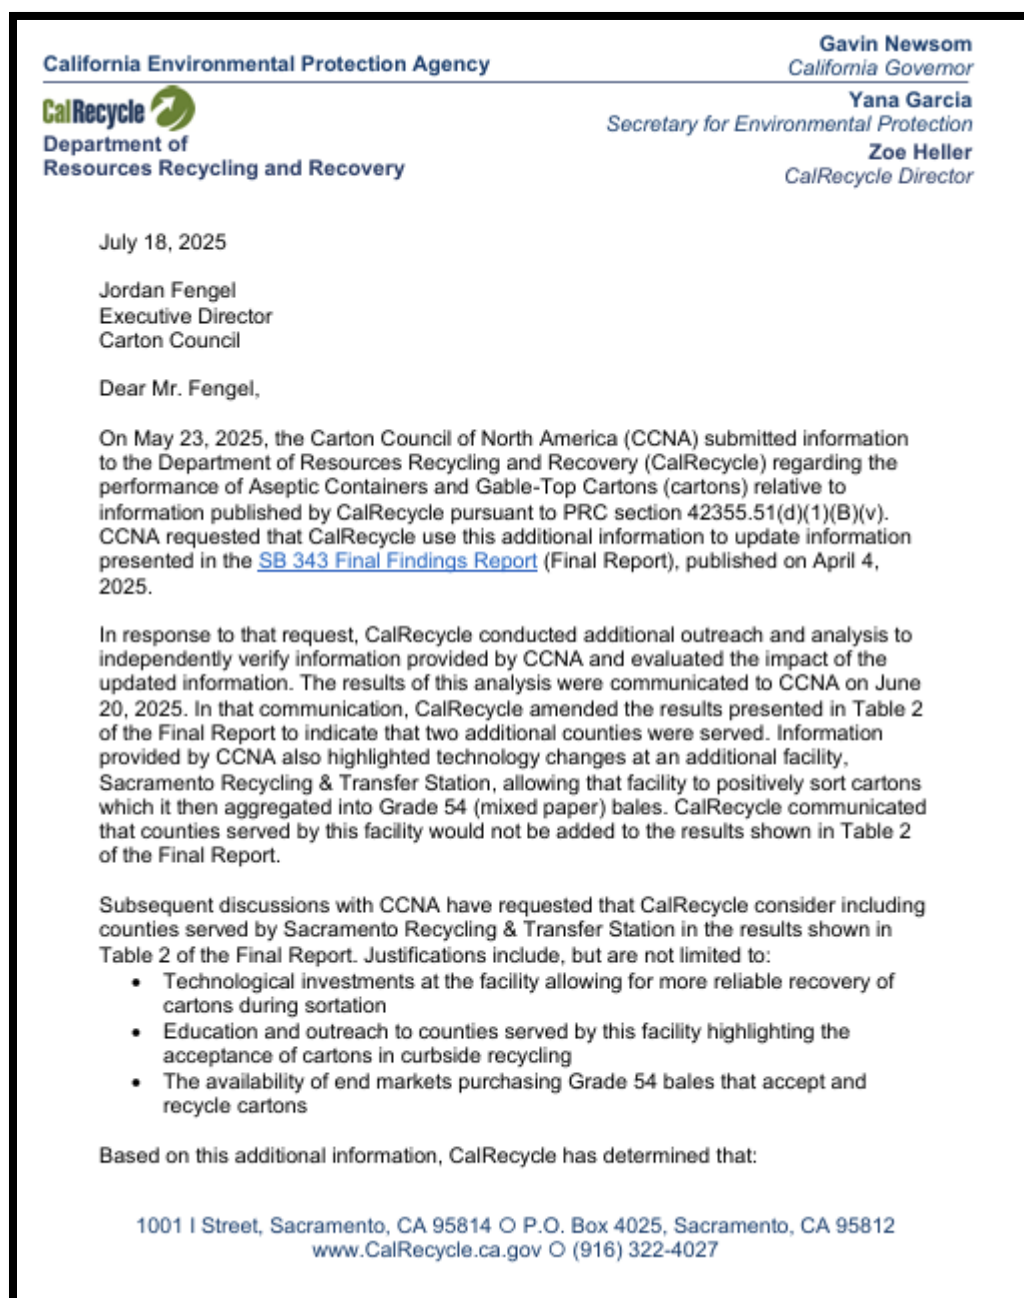 California Environmental Protection Agency
Gavin Newsom
California Governor
CalRecycle
Department of
Resources Recycling and Recovery
Yana Garcia
Secretary for Environmental Protection
Zoe Heller
CalRecycle Director
July 18, 2025
Jordan Fengel
Executive Director
Carton Council
Dear Mr. Fengel,
On May 23, 2025, the Carton Council of North America (CCNA) submitted information
to the Department of Resources Recycling and Recovery (CalRecycle) regarding the
performance of Aseptic Containers and Gable-Top Cartons (cartons) relative to
information published by CalRecycle pursuant to PRC section 42355.51(d)(1)(B)(v).
CCNA requested that CalRecycle use this additional information to update information
presented in the SB 343 Final Findings Report (Final Report), published on April 4,
2025.
In response to that request, CalRecycle conducted additional outreach and analysis to
independently verify information provided by CCNA and evaluated the impact of the
updated information. The results of this analysis were communicated to CCNA on June
20, 2025. In that communication, CalRecycle amended the results presented in Table 2
of the Final Report to indicate that two additional counties were served. Information
provided by CCNA also highlighted technology changes at an additional facility,
Sacramento Recycling & Transfer Station, allowing that facility to positively sort cartons
which it then aggregated into Grade 54 (mixed paper) bales. CalRecycle communicated
that counties served by this facility would not be added to the results shown in Table 2
of the Final Report.
Subsequent discussions with CCNA have requested that CalRecycle consider including
counties served by Sacramento Recycling & Transfer Station in the results shown in
Table 2 of the Final Report. Justifications include, but are not limited to:
• Technological investments at the facility allowing for more reliable recovery of
cartons during sortation
• Education and outreach to counties served by this facility highlighting the
acceptance of cartons in curbside recycling
• The availability of end markets purchasing Grade 54 bales that accept and
recycle cartons
Based on this additional information, CalRecycle has determined that:
1001 I Street, Sacramento, CA 95814 O P.O. Box 4025, Sacramento, CA 95812
www.CalRecycle.ca.gov O (916) 322-4027